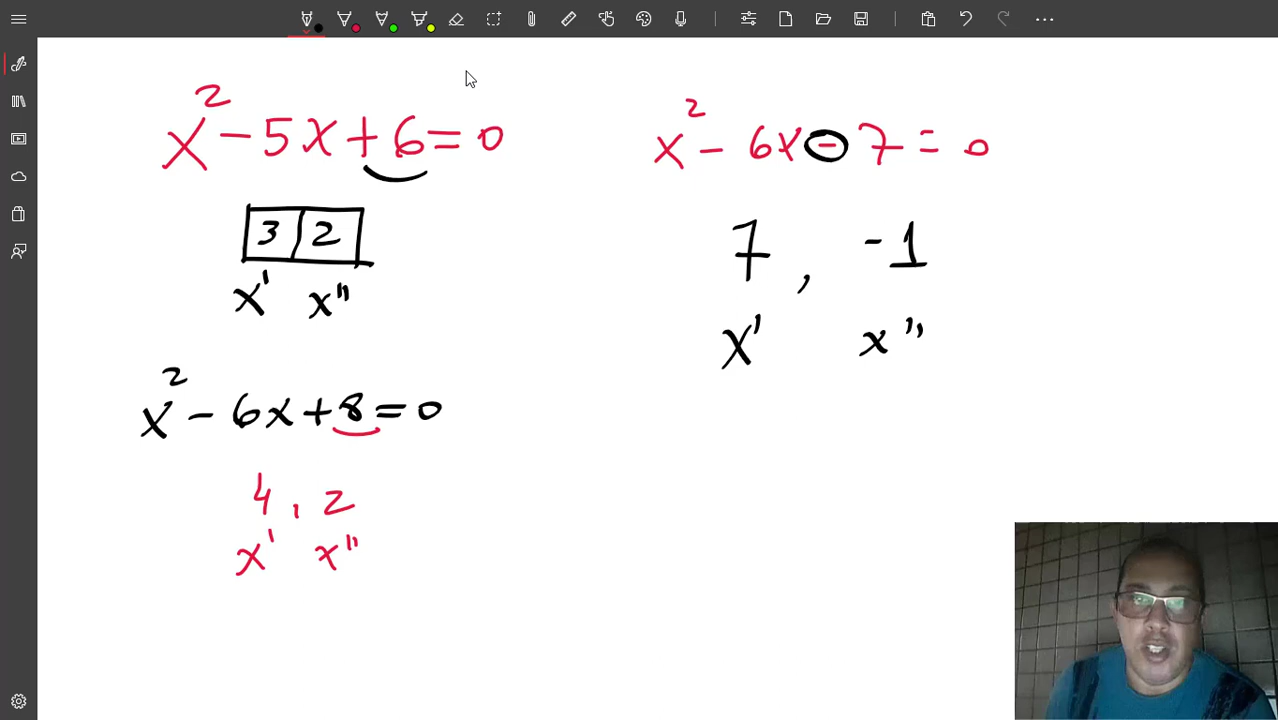 x² - 5x + 6 = 0
3 2
x' x''
x² - 6x + 8 = 0
4 , 2
x' x''
x² - 6x - 7 = 0
7 , -1
x' x''